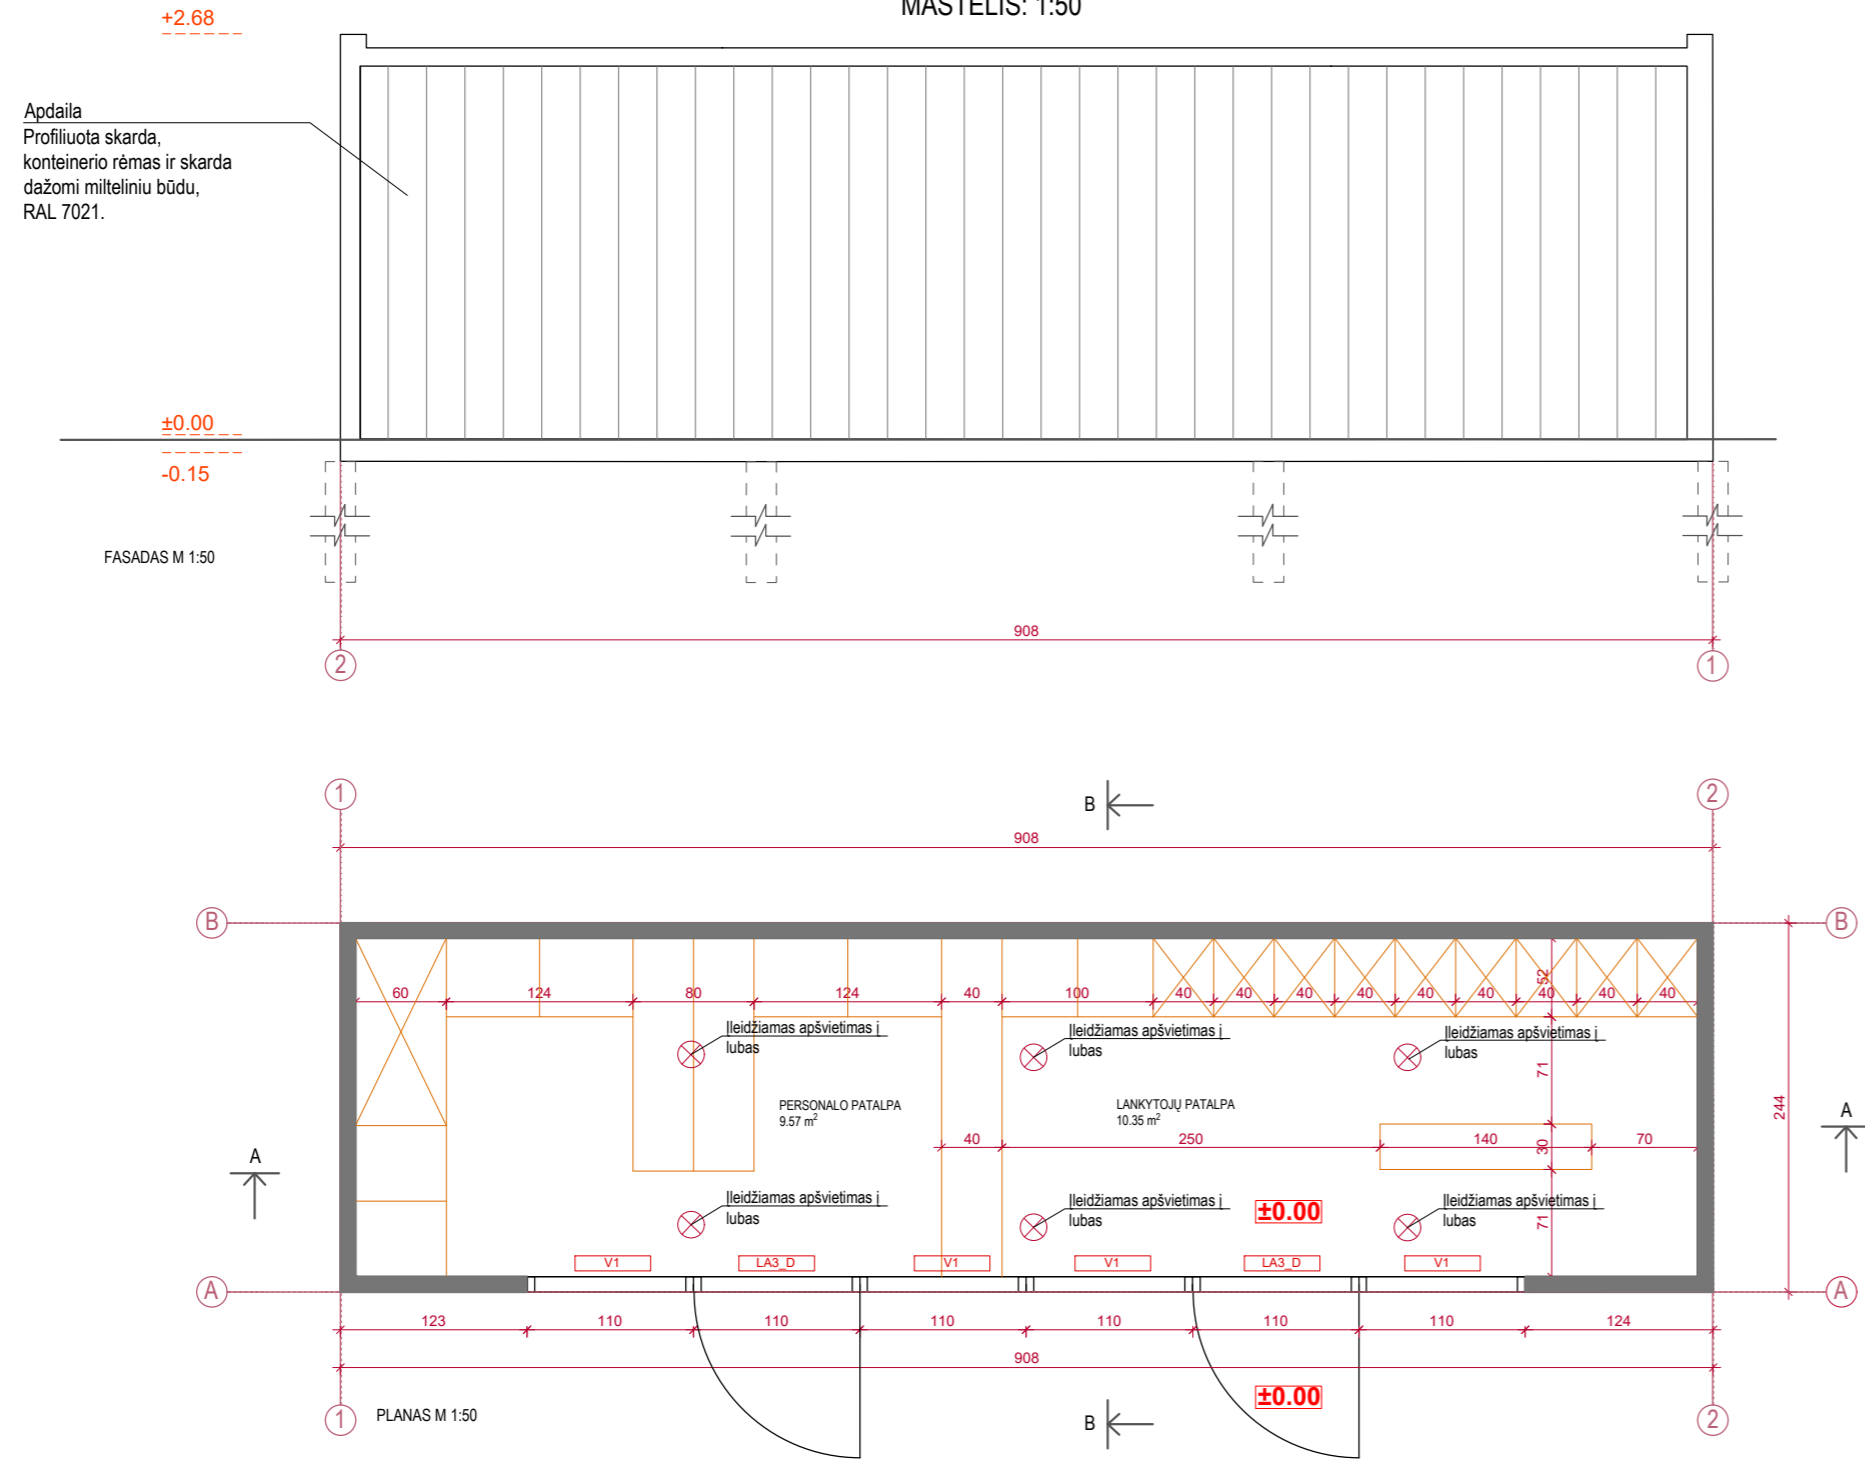 MASTELIS: 1:50
+2.68
Apdaila
Profiliuota skarda,
konteinerio rėmas ir skarda
dažomi milteliniu būdu,
RAL 7021.
±0.00
-0.15
FASADAS M 1:50
908
2
1
1
2
B
908
B
B
60
124
80
124
40
100
40
40
40
40
40
40
40
40
40
52
Įleidžiamas apšvietimas į
lubas
Įleidžiamas apšvietimas į
lubas
Įleidžiamas apšvietimas į
lubas
71
PERSONALO PATALPA
9.57 m²
LANKYTOJŲ PATALPA
10.35 m²
244
A
A
40
250
140
30
70
Įleidžiamas apšvietimas į
lubas
Įleidžiamas apšvietimas į
lubas
±0.00
Įleidžiamas apšvietimas į
lubas
71
V1
LA3_D
V1
V1
LA3_D
V1
A
A
123
110
110
110
110
110
110
124
908
±0.00
1
PLANAS M 1:50
B
2